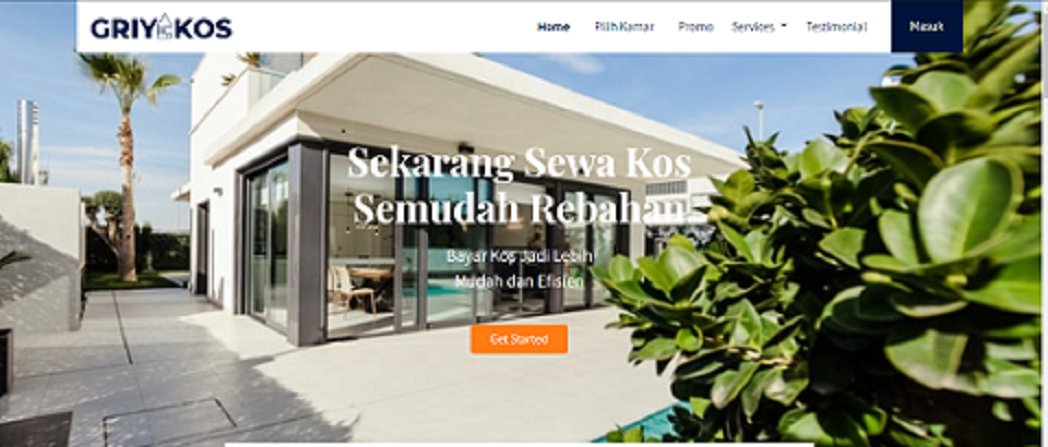 GRIYAKOS
Home Pilih Kamar Promo Services Testimonial Masuk
Sekarang Sewa Kos
Semudah Rebahan
Bayar Kos Jadi Lebih
Mudah dan Efisien
Get Started